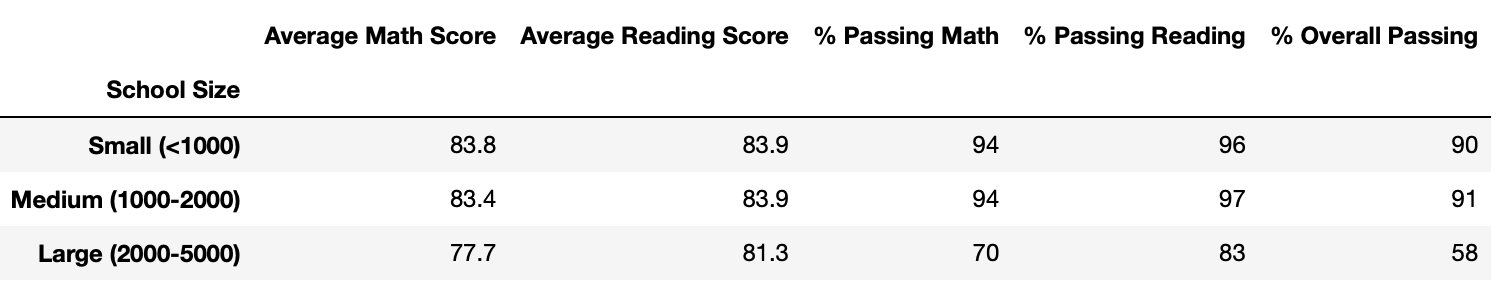 Average Math Score Average Reading Score % Passing Math % Passing Reading % Overall Passing
School Size
Small (<1000) 83.8 83.9 94 96 90
Medium (1000-2000) 83.4 83.9 94 97 91
Large (2000-5000) 77.7 81.3 70 83 58